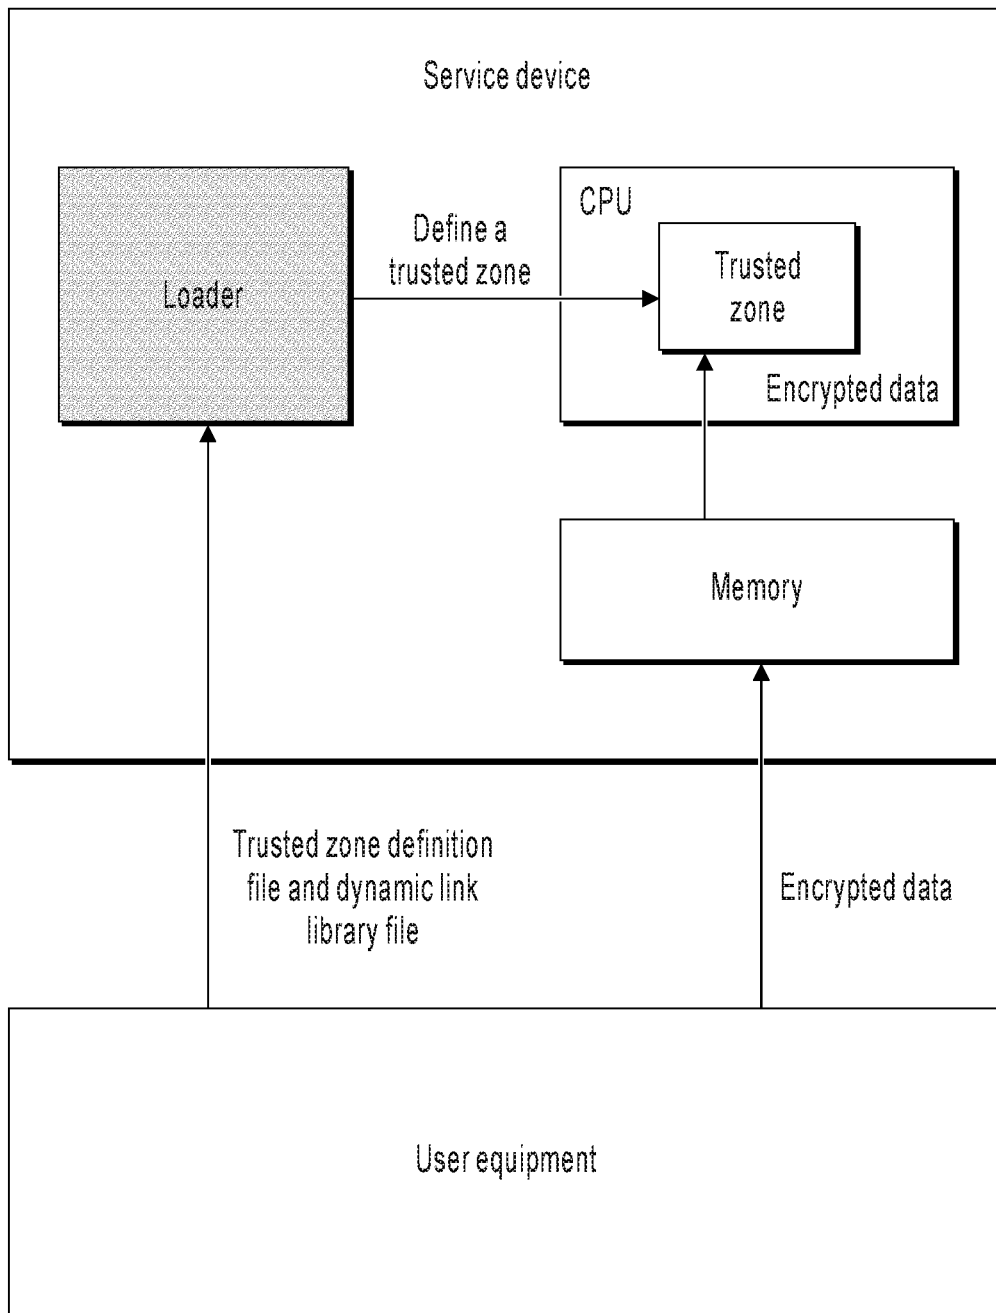 Service device
CPU
Define a
trusted zone
Loader
Trusted
zone
Encrypted data
Memory
Trusted zone definition
file and dynamic link
library file
Encrypted data
User equipment